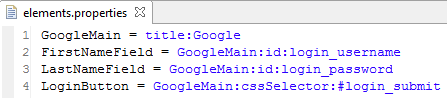 elements.properties
1 GoogleMain = title:Google
2 FirstNameField = GoogleMain:id:login_username
3 LastNameField = GoogleMain:id:login_password
4 LoginButton = GoogleMain:cssSelector:#login_submit